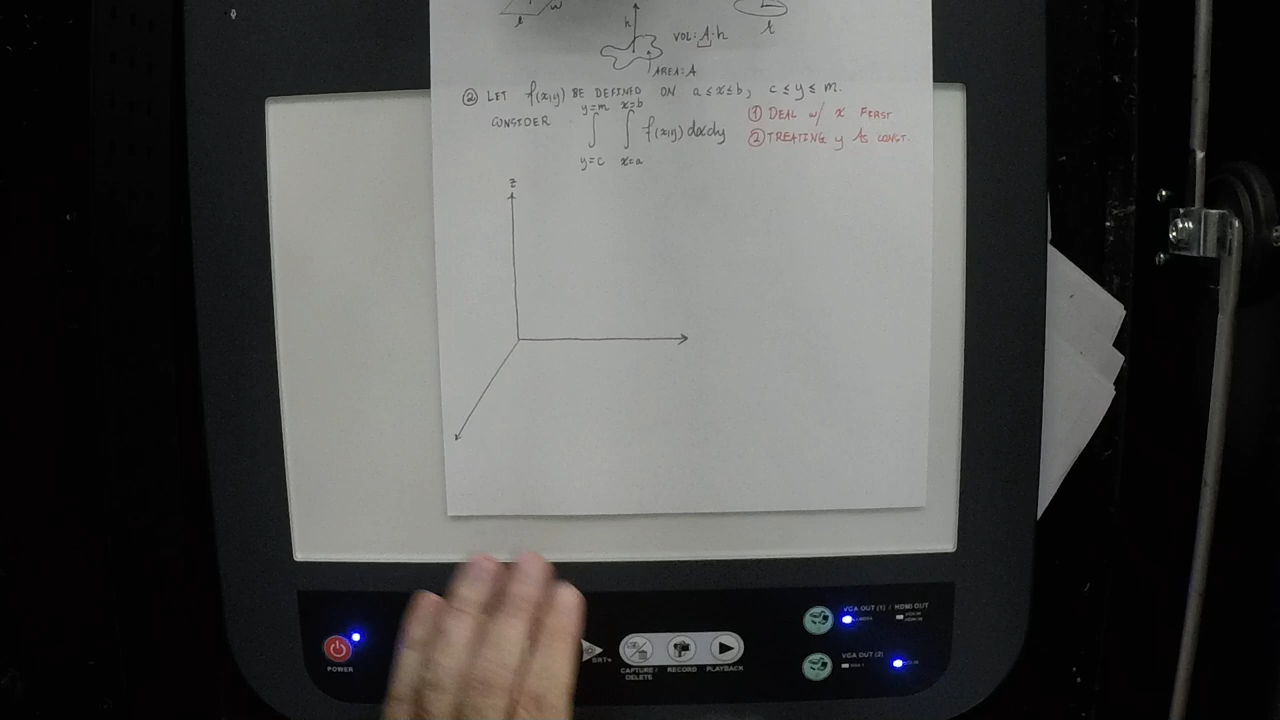 l w
h
VOL: A·h
r
AREA: A
② LET f(x,y) BE DEFINED ON a ≤ x ≤ b, c ≤ y ≤ m.
y=m x=b
CONSIDER ∫ ∫ f(x,y) dx dy
y=c x=a
① DEAL w/ x FIRST
② TREATING y AS CONST.
z
POWER
BRT+
CAPTURE / DELETE
RECORD
PLAYBACK
VGA OUT (1) / HDMI OUT
VGA OUT (2)